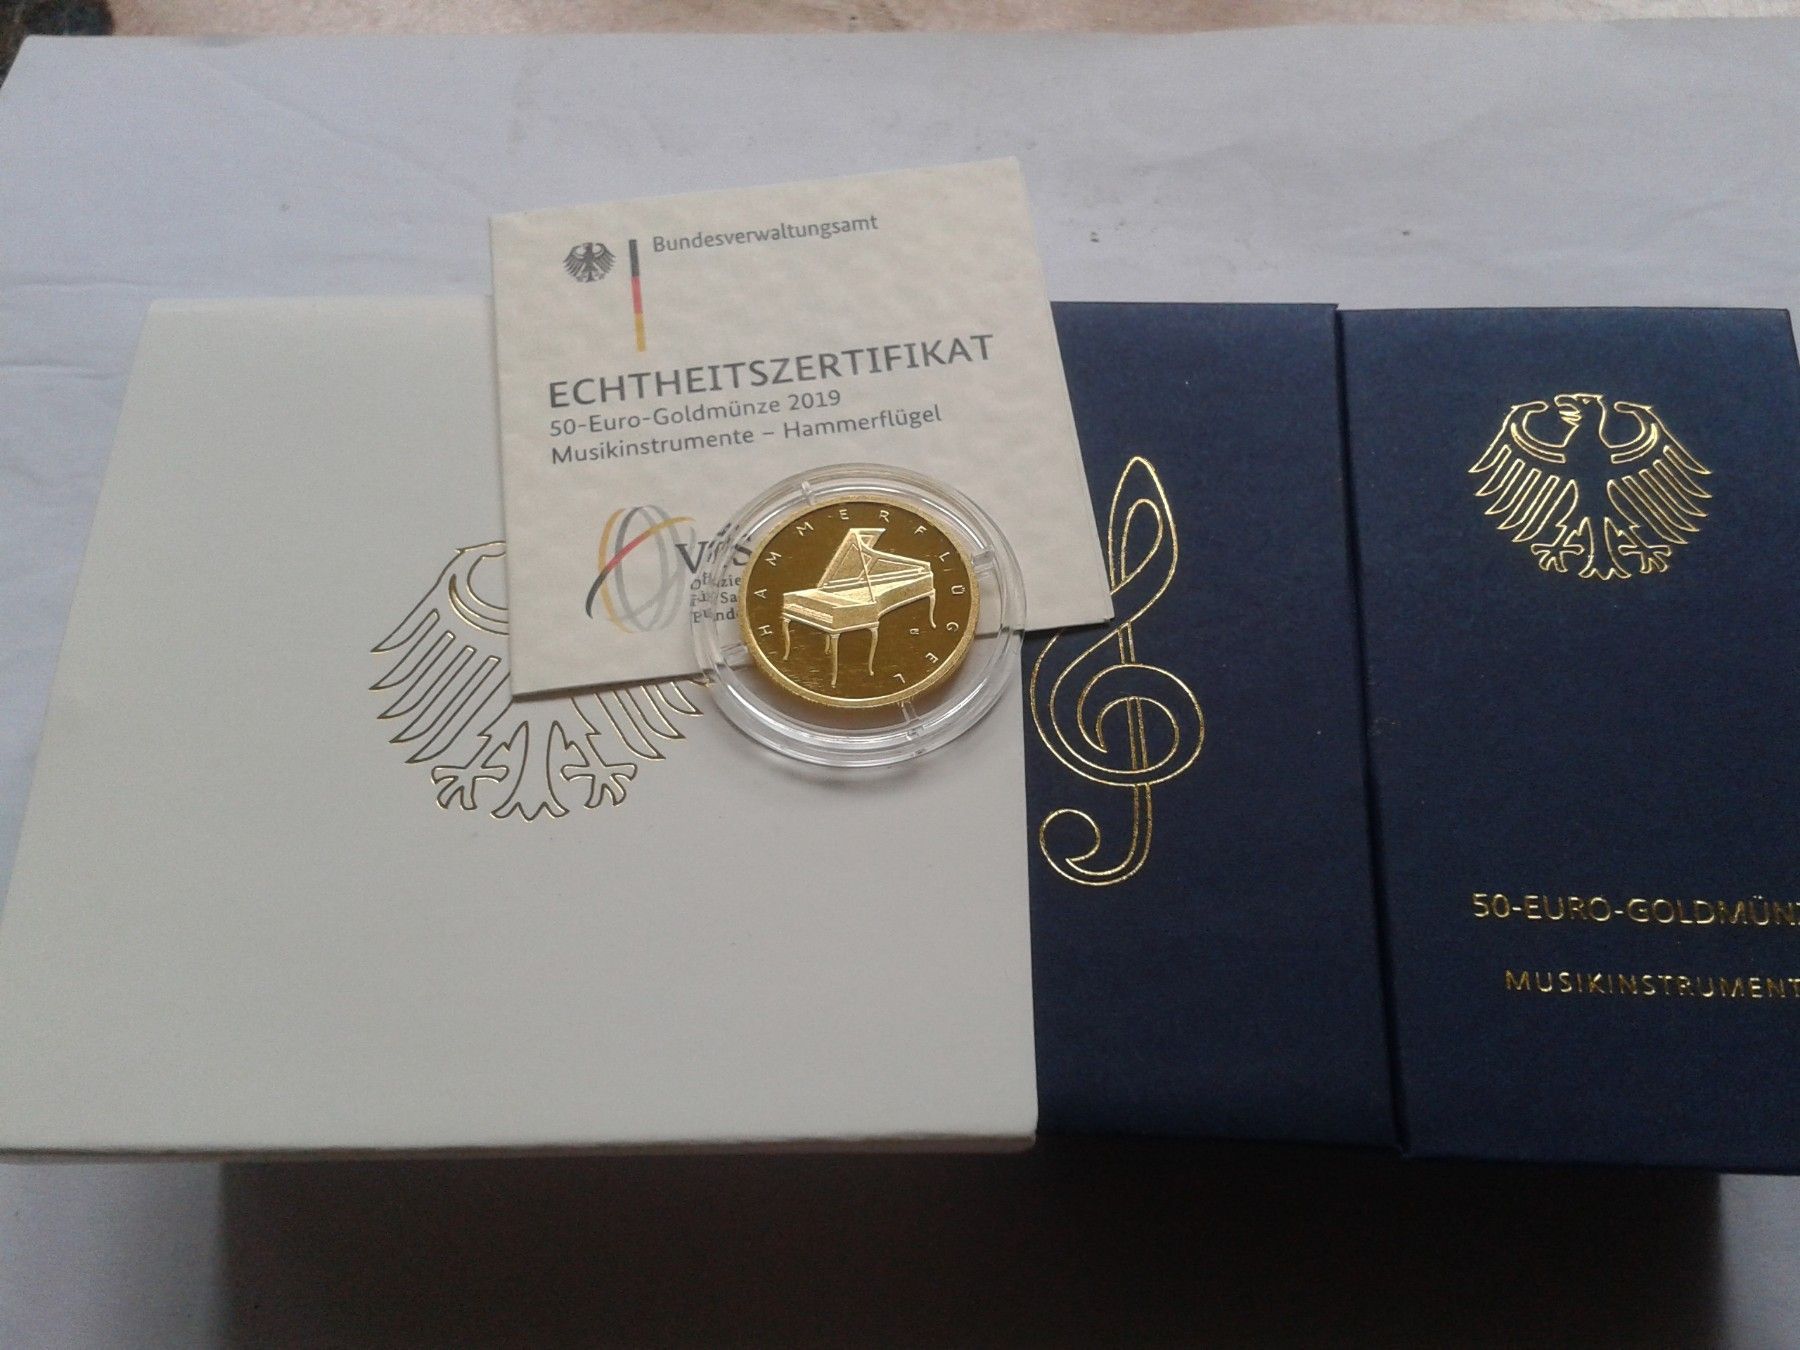 Bundesverwaltungsamt
ECHTHEITSZERTIFIKAT
50-Euro-Goldmünze 2019
Musikinstrumente – Hammerflügel
HAMMERFLÜGEL
50-EURO-GOLDMÜN
MUSIKINSTRUMENT